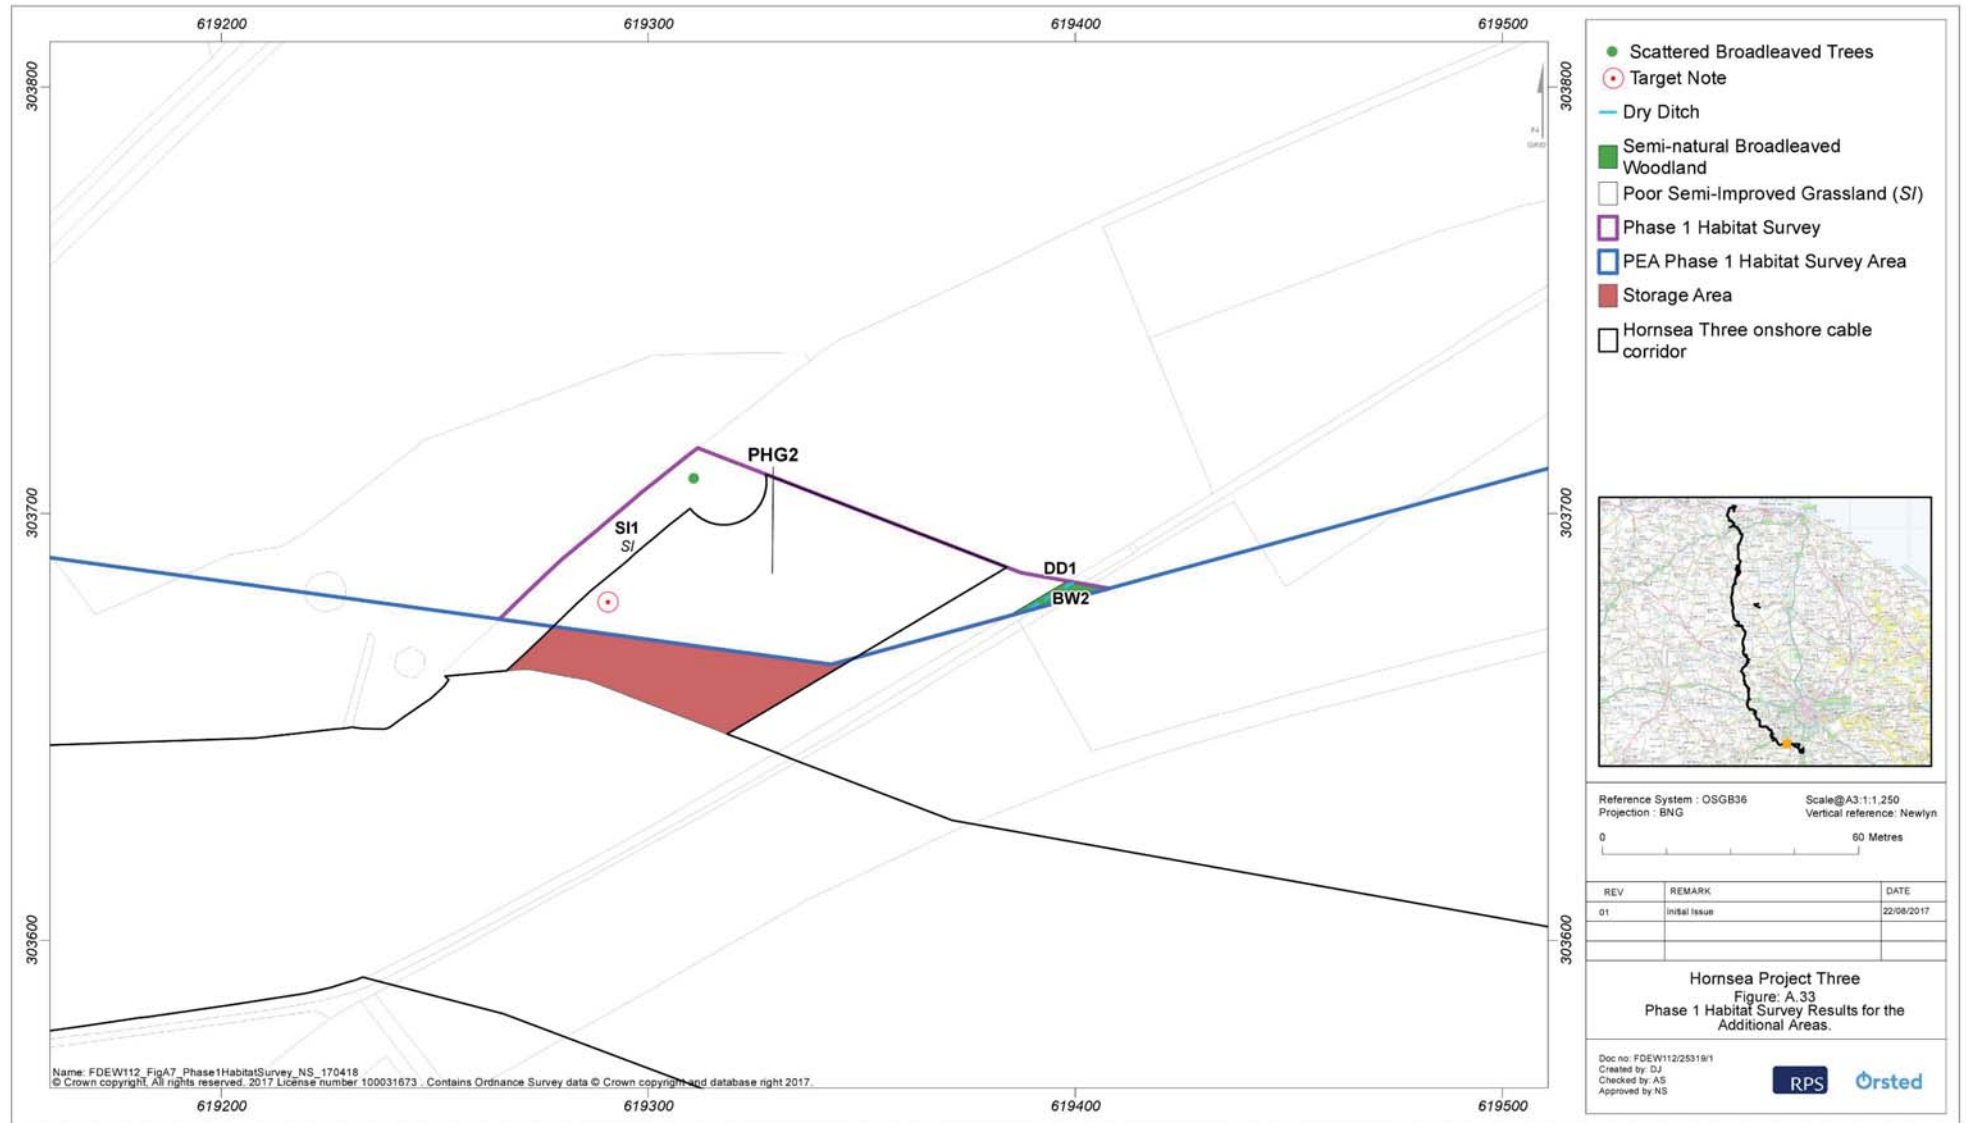 619200
619300
619400
619500
303800
303800
303700
303700
303600
303600
619200
619300
619400
619500
N
GRID
PHG2
SI1
SI
DD1
BW2
Name: FDEW112_FigA7_Phase1HabitatSurvey_NS_170418
© Crown copyright, All rights reserved. 2017 License number 100031673 . Contains Ordnance Survey data © Crown copyright and database right 2017.
Scattered Broadleaved Trees
Target Note
Dry Ditch
Semi-natural Broadleaved
Woodland
Poor Semi-Improved Grassland (SI)
Phase 1 Habitat Survey
PEA Phase 1 Habitat Survey Area
Storage Area
Hornsea Three onshore cable
corridor
Reference System : OSGB36
Projection : BNG
Scale@A3:1:1,250
Vertical reference: Newlyn
0
60 Metres
REV REMARK DATE
01 Initial Issue 22/08/2017
Hornsea Project Three
Figure: A.33
Phase 1 Habitat Survey Results for the
Additional Areas.
Doc no: FDEW112/25319/1
Created by: DJ
Checked by: AS
Approved by: NS
RPS
Ørsted